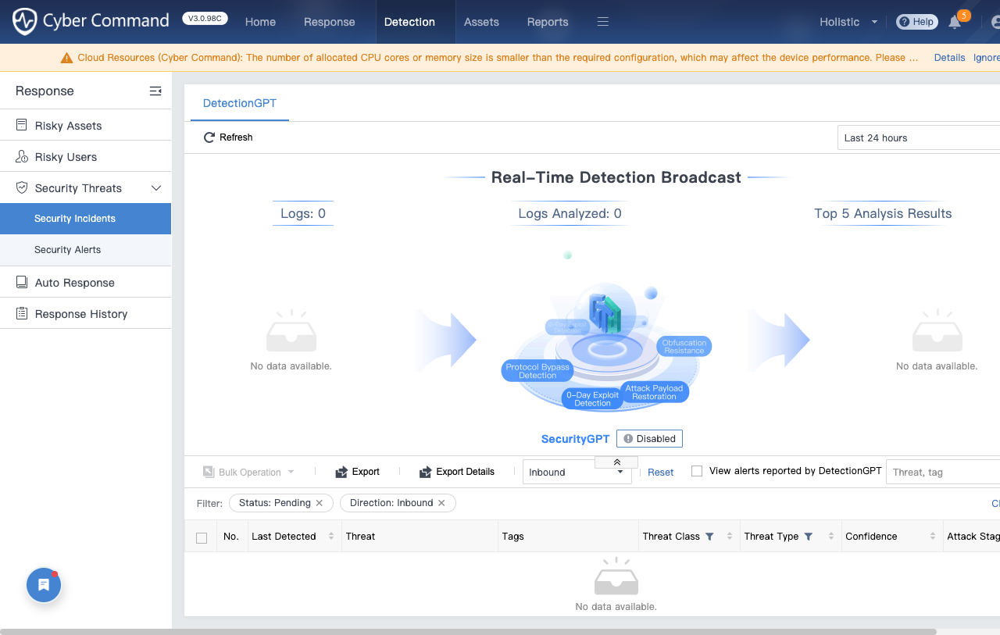 Cyber Command
V3.0.98C
Home
Response
Detection
Assets
Reports
Holistic
Help
5
Cloud Resources (Cyber Command): The number of allocated CPU cores or memory size is smaller than the required configuration, which may affect the device performance. Please ...
Details
Ignore
Response
Risky Assets
Risky Users
Security Threats
Security Incidents
Security Alerts
Auto Response
Response History
DetectionGPT
Refresh
Last 24 hours
Real-Time Detection Broadcast
Logs: 0
Logs Analyzed: 0
Top 5 Analysis Results
No data available.
0-Day Exploit
Detection
Obfuscation
Resistance
Protocol Bypass
Detection
Attack Payload
Restoration
0-Day Exploit
Detection
No data available.
SecurityGPT
Disabled
Bulk Operation
Export
Export Details
Inbound
Reset
View alerts reported by DetectionGPT
Threat, tag
Filter:
Status: Pending
Direction: Inbound
Cl
No.
Last Detected
Threat
Tags
Threat Class
Threat Type
Confidence
Attack Stag
No data available.